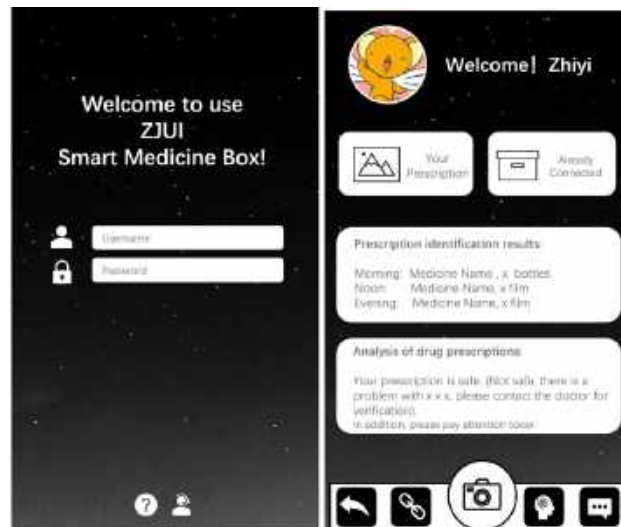 Welcome to use
ZJUI
Smart Medicine Box!
Username
Password
Welcome! Zhiyi
Your
Prescription
Already
Connected
Prescription identification results:
Morning: Medicine Name , x bottles
Noon: Medicine Name, x film
Evening: Medicine Name, x film
Analysis of drug prescriptions:
Your prescription is safe. (Not safe, there is a
problem with x x x, please contact the doctor for
verification).
In addition, please pay attention to